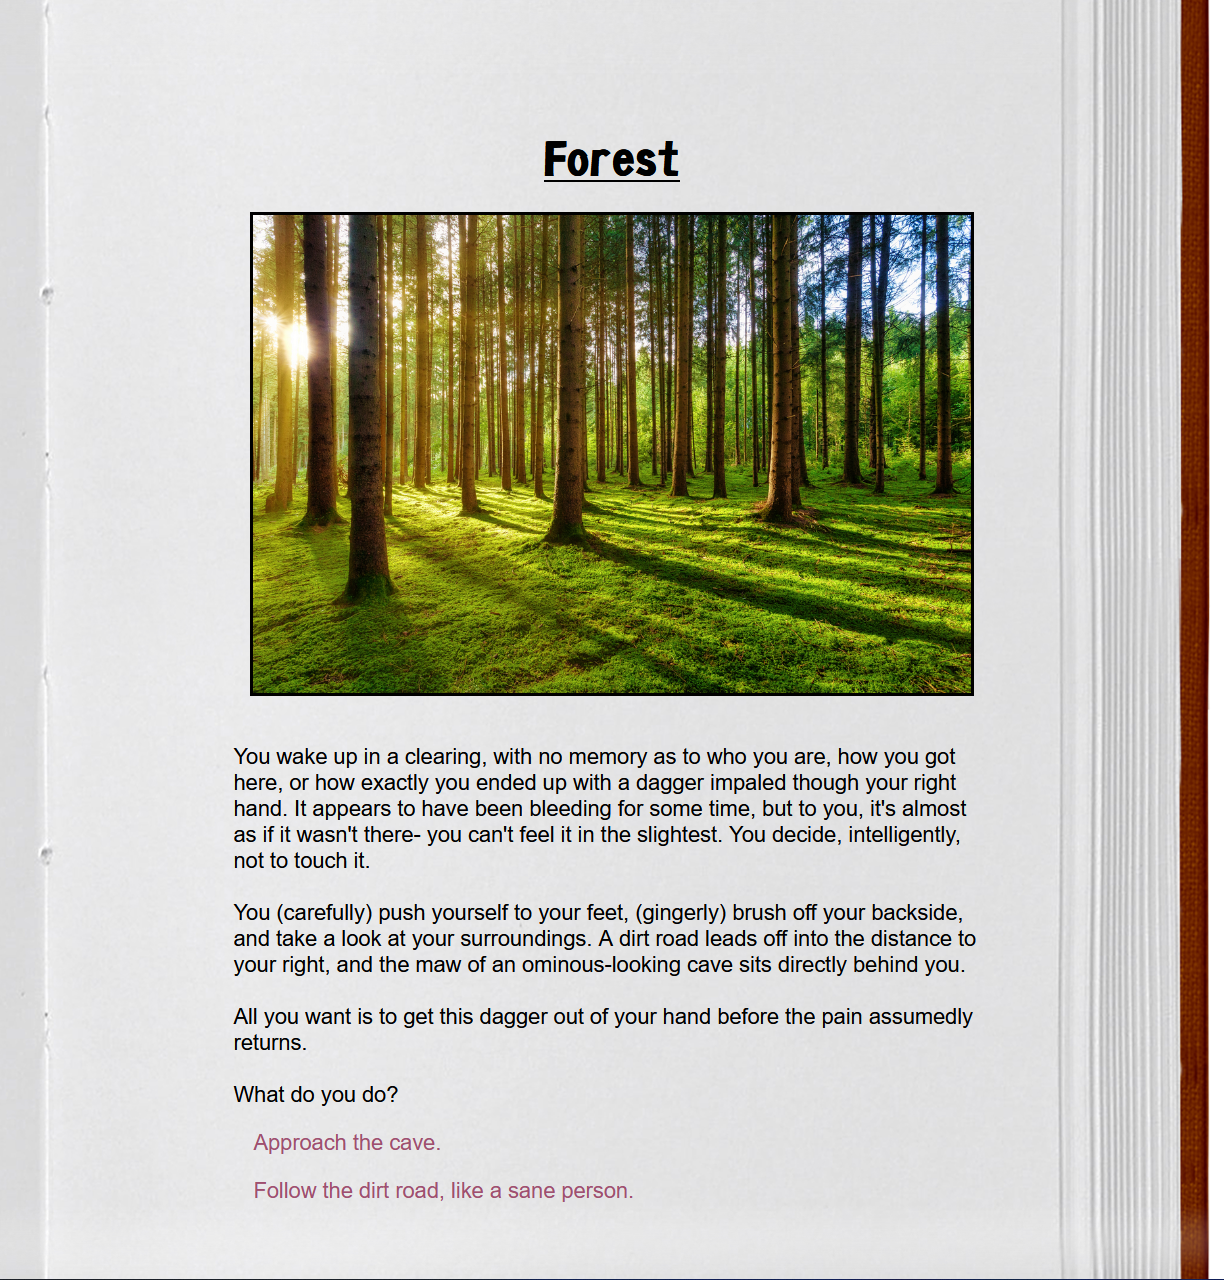 Forest
You wake up in a clearing, with no memory as to who you are, how you got
here, or how exactly you ended up with a dagger impaled though your right
hand. It appears to have been bleeding for some time, but to you, it's almost
as if it wasn't there- you can't feel it in the slightest. You decide, intelligently,
not to touch it.
You (carefully) push yourself to your feet, (gingerly) brush off your backside,
and take a look at your surroundings. A dirt road leads off into the distance to
your right, and the maw of an ominous-looking cave sits directly behind you.
All you want is to get this dagger out of your hand before the pain assumedly
returns.
What do you do?
Approach the cave.
Follow the dirt road, like a sane person.